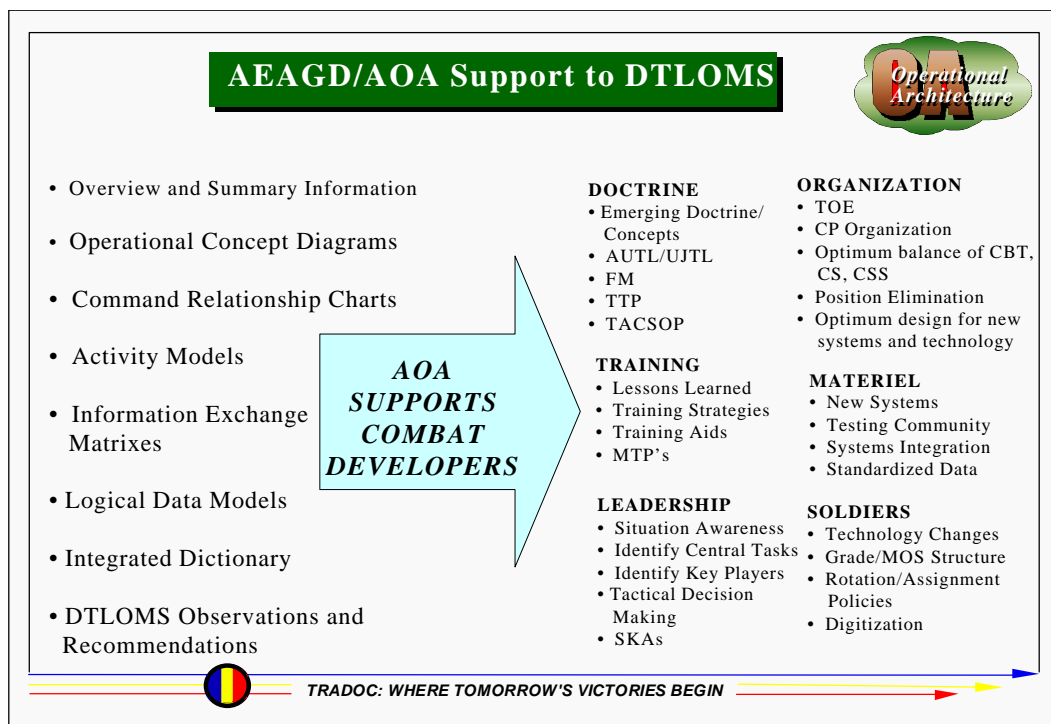 AEAGD/AOA Support to DTLOMS
OA
Operational
Architecture
• Overview and Summary Information
• Operational Concept Diagrams
• Command Relationship Charts
• Activity Models
• Information Exchange
Matrixes
• Logical Data Models
• Integrated Dictionary
• DTLOMS Observations and
Recommendations
AOA
SUPPORTS
COMBAT
DEVELOPERS
DOCTRINE
• Emerging Doctrine/
Concepts
• AUTL/UJTL
• FM
• TTP
• TACSOP
TRAINING
• Lessons Learned
• Training Strategies
• Training Aids
• MTP's
LEADERSHIP
• Situation Awareness
• Identify Central Tasks
• Identify Key Players
• Tactical Decision
Making
• SKAs
ORGANIZATION
• TOE
• CP Organization
• Optimum balance of CBT,
CS, CSS
• Position Elimination
• Optimum design for new
systems and technology
MATERIEL
• New Systems
• Testing Community
• Systems Integration
• Standardized Data
SOLDIERS
• Technology Changes
• Grade/MOS Structure
• Rotation/Assignment
Policies
• Digitization
TRADOC: WHERE TOMORROW'S VICTORIES BEGIN